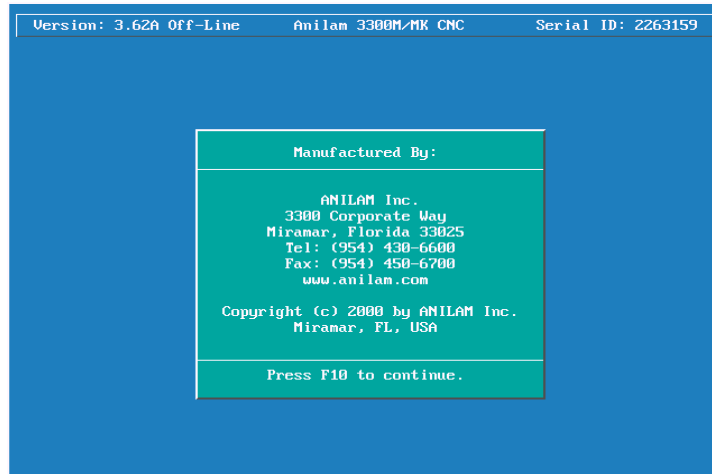 Version: 3.62A Off-Line Anilam 3300M/MK CNC Serial ID: 2263159
Manufactured By:
ANILAM Inc.
3300 Corporate Way
Miramar, Florida 33025
Tel: (954) 430-6600
Fax: (954) 450-6700
www.anilam.com
Copyright (c) 2000 by ANILAM Inc.
Miramar, FL, USA
Press F10 to continue.